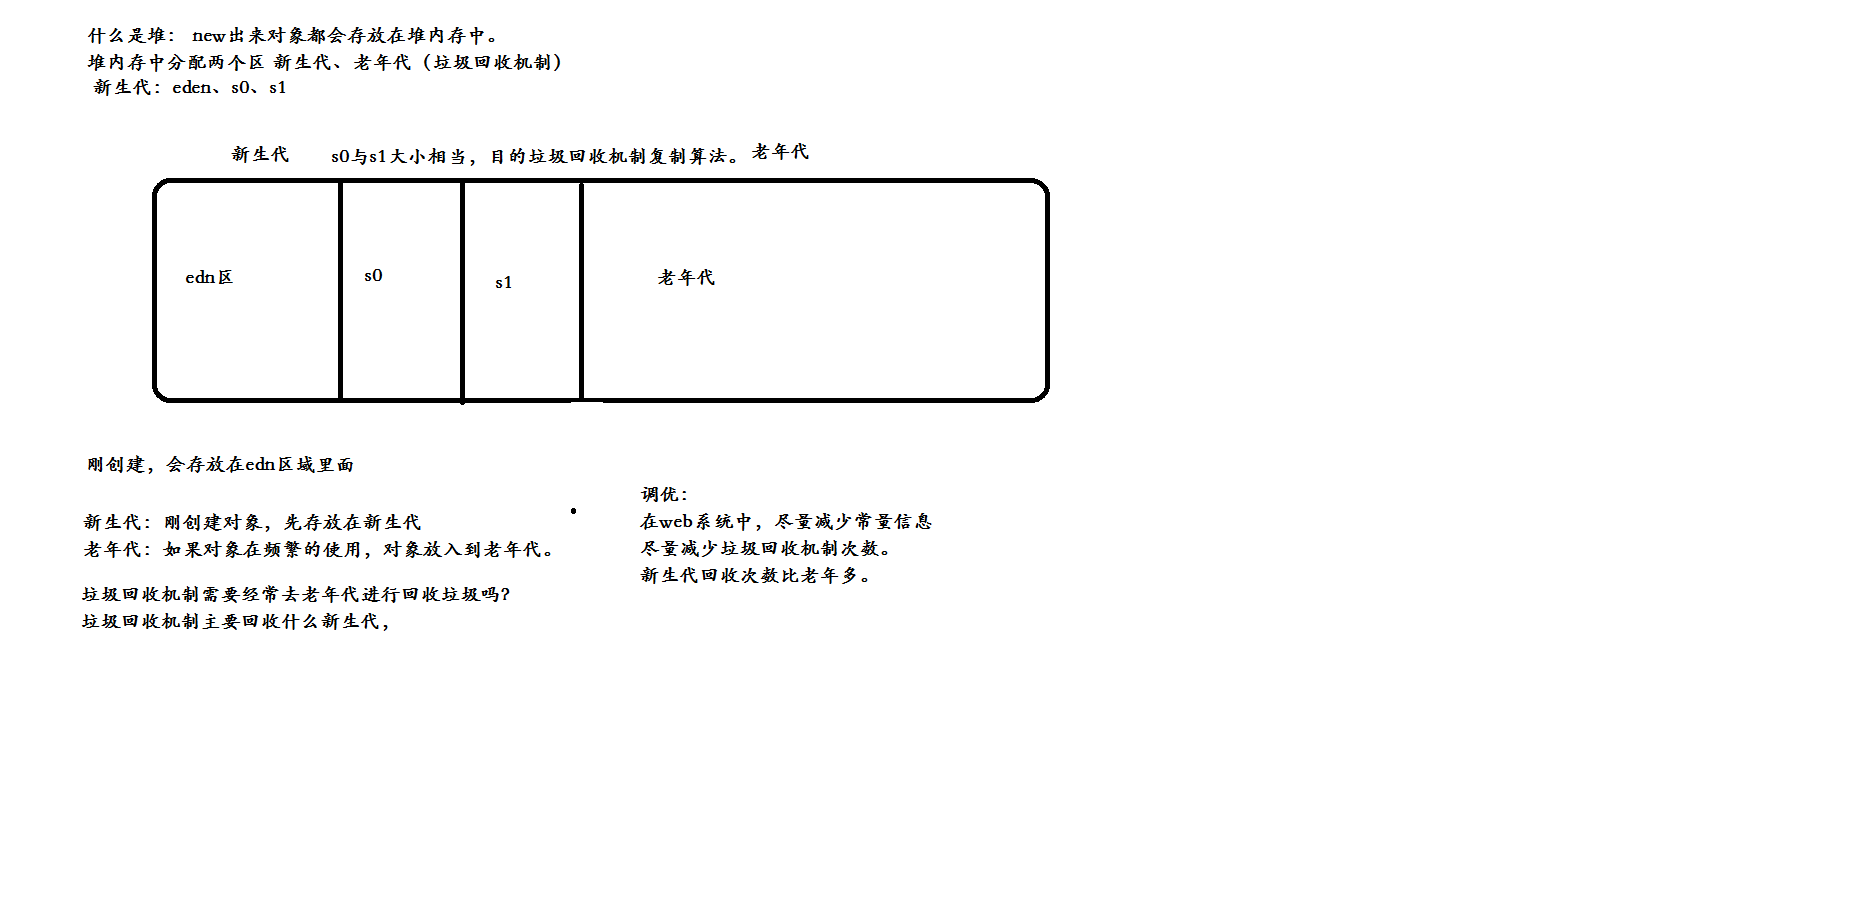 什么是堆： new出来对象都会存放在堆内存中。
堆内存中分配两个区 新生代、老年代（垃圾回收机制）
新生代：eden、s0、s1
新生代 s0与s1大小相当，目的垃圾回收机制复制算法。 老年代
edn区 s0 s1 老年代
刚创建，会存放在edn区域里面
新生代：刚创建对象，先存放在新生代
老年代：如果对象在频繁的使用，对象放入到老年代。
垃圾回收机制需要经常去老年代进行回收垃圾吗？
垃圾回收机制主要回收什么新生代，
调优：
在web系统中，尽量减少常量信息
尽量减少垃圾回收机制次数。
新生代回收次数比老年多。